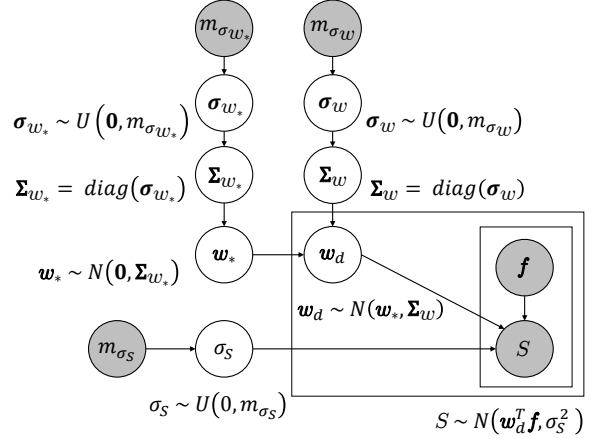 m_{σ_{w_*}} m_{σ_w}
𝝈_{w_*} 𝝈_w
𝝈_{w_*} ~ U(𝟎, m_{σ_{w_*}}) 𝝈_w ~ U(𝟎, m_{σ_w})
𝚺_{w_*} 𝚺_w
𝚺_{w_*} = diag(𝝈_{w_*}) 𝚺_w = diag(𝝈_w)
𝒘_* 𝒘_d 𝒇
𝒘_* ~ N(𝟎, 𝚺_{w_*})
𝒘_d ~ N(𝒘_*, 𝚺_w)
m_{σ_S} σ_S S
σ_S ~ U(0, m_{σ_S})
S ~ N(𝒘_d^T 𝒇, σ_S^2)